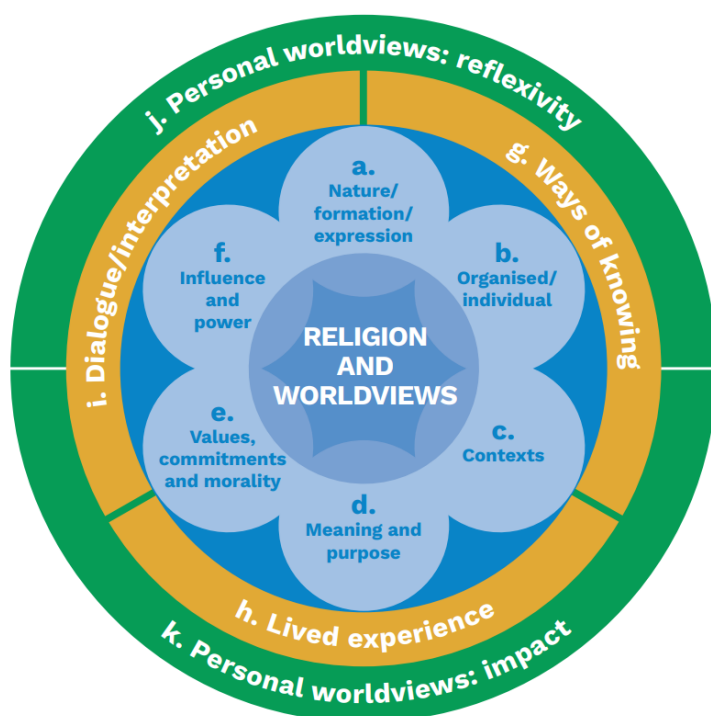 j. Personal worldviews: reflexivity
i. Dialogue/interpretation
g. Ways of knowing
a.
Nature/
formation/
expression
f.
Influence
and
power
b.
Organised/
individual
RELIGION
AND
WORLDVIEWS
e.
Values,
commitments
and morality
c.
Contexts
d.
Meaning and
purpose
h. Lived experience
k. Personal worldviews: impact